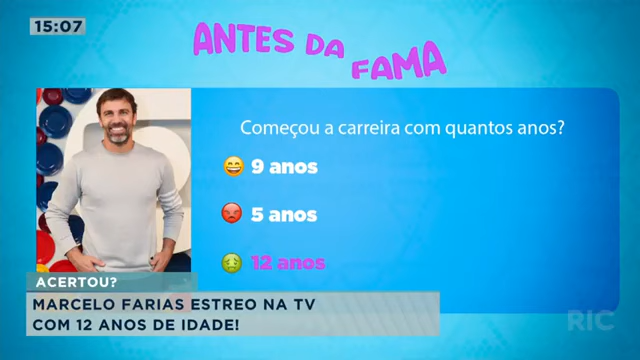 15:07
ANTES DA
FAMA
Começou a carreira com quantos anos?
9 anos
5 anos
12 anos
ACERTOU?
MARCELO FARIAS ESTREO NA TV
COM 12 ANOS DE IDADE!
RIC